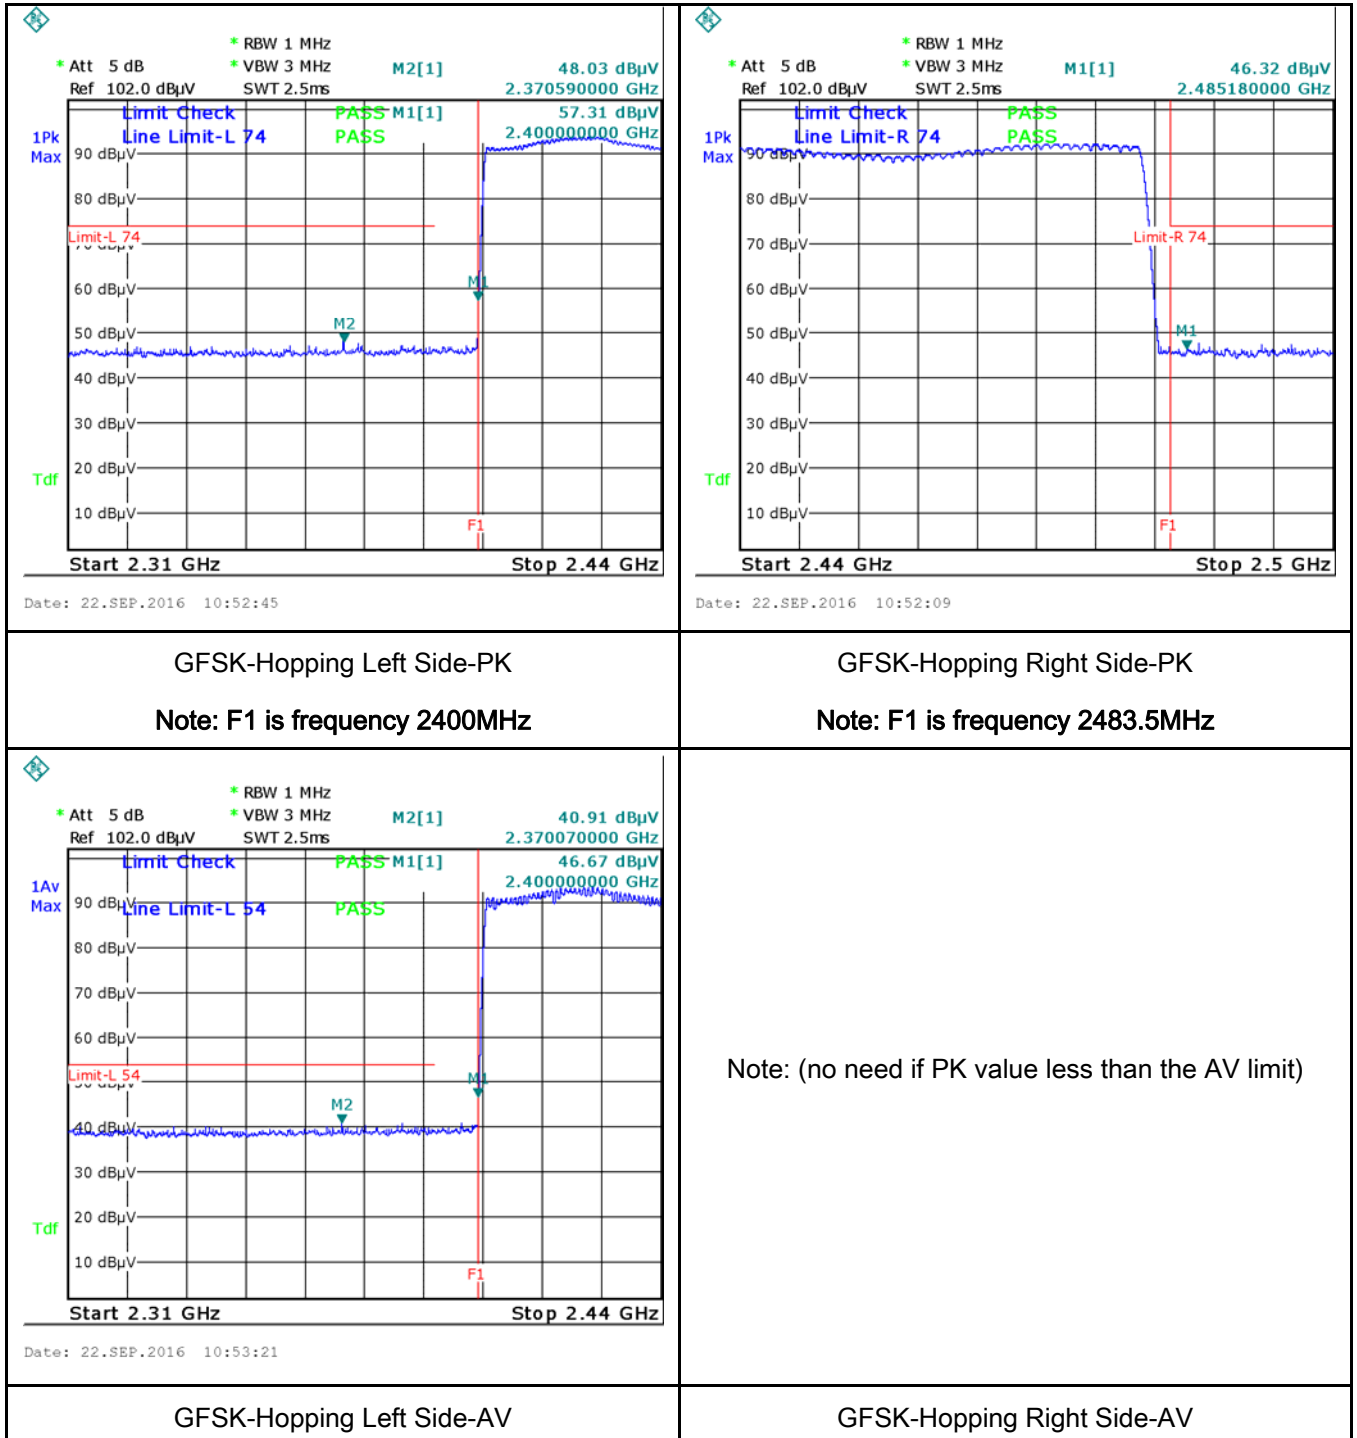 * RBW 1 MHz
* Att 5 dB * VBW 3 MHz M2[1] 48.03 dBµV
Ref 102.0 dBµV SWT 2.5ms 2.370590000 GHz
Limit Check PASS M1[1] 57.31 dBµV
1Pk Line Limit-L 74 PASS 2.400000000 GHz
Max 90 dBµV
80 dBµV
Limit-L 74
70 dBµV
60 dBµV M1
50 dBµV M2
40 dBµV
30 dBµV
Tdf 20 dBµV
10 dBµV
F1
Start 2.31 GHz Stop 2.44 GHz
Date: 22.SEP.2016 10:52:45
GFSK-Hopping Left Side-PK
Note: F1 is frequency 2400MHz
* RBW 1 MHz
* Att 5 dB * VBW 3 MHz M1[1] 46.32 dBµV
Ref 102.0 dBµV SWT 2.5ms 2.485180000 GHz
Limit Check PASS
1Pk Line Limit-R 74 PASS
Max 90 dBµV
80 dBµV
Limit-R 74
70 dBµV
60 dBµV
50 dBµV M1
40 dBµV
30 dBµV
Tdf 20 dBµV
10 dBµV
F1
Start 2.44 GHz Stop 2.5 GHz
Date: 22.SEP.2016 10:52:09
GFSK-Hopping Right Side-PK
Note: F1 is frequency 2483.5MHz
* RBW 1 MHz
* Att 5 dB * VBW 3 MHz M2[1] 40.91 dBµV
Ref 102.0 dBµV SWT 2.5ms 2.370070000 GHz
Limit Check PASS M1[1] 46.67 dBµV
1Av 2.400000000 GHz
Max 90 dBµV Line Limit-L 54 PASS
80 dBµV
70 dBµV
60 dBµV
Limit-L 54
50 dBµV M1
M2
40 dBµV
30 dBµV
Tdf 20 dBµV
10 dBµV
F1
Start 2.31 GHz Stop 2.44 GHz
Date: 22.SEP.2016 10:53:21
GFSK-Hopping Left Side-AV
Note: (no need if PK value less than the AV limit)
GFSK-Hopping Right Side-AV